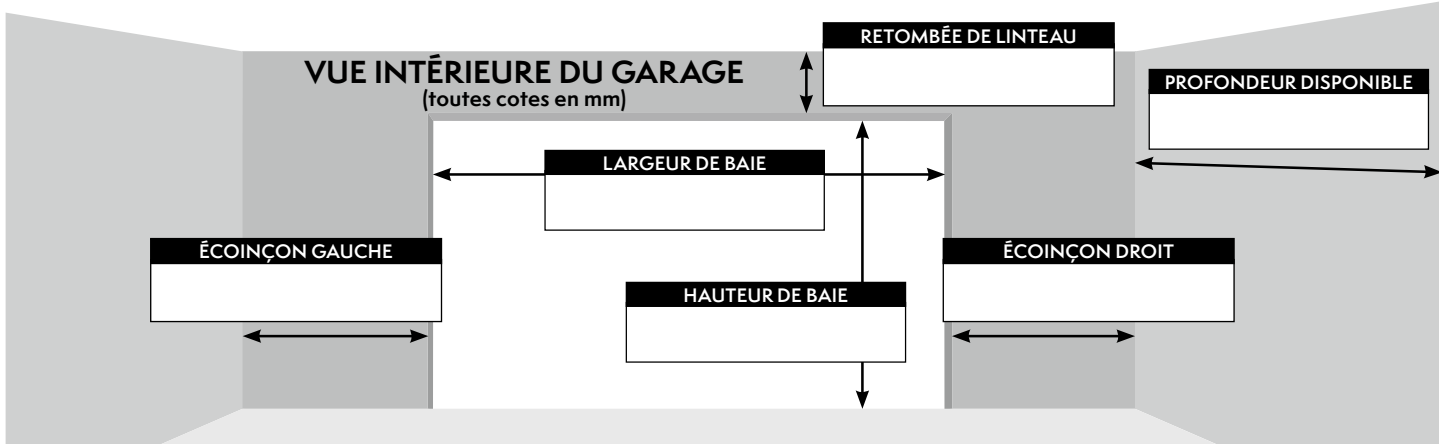 RETOMBÉE DE LINTEAU
VUE INTÉRIEURE DU GARAGE
(toutes cotes en mm)
PROFONDEUR DISPONIBLE
LARGEUR DE BAIE
ÉCOINÇON GAUCHE
ÉCOINÇON DROIT
HAUTEUR DE BAIE